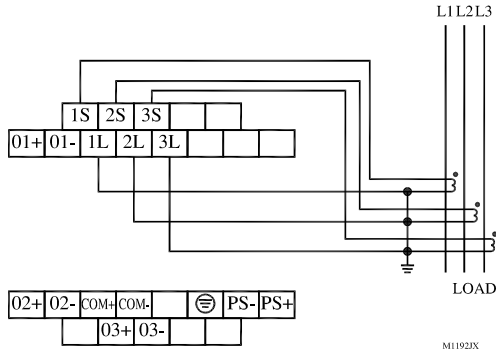 L1 L2 L3
1S 2S 3S
01+ 01- 1L 2L 3L
LOAD
02+ 02- COM+ COM- PS- PS+
03+ 03-
M1192JX